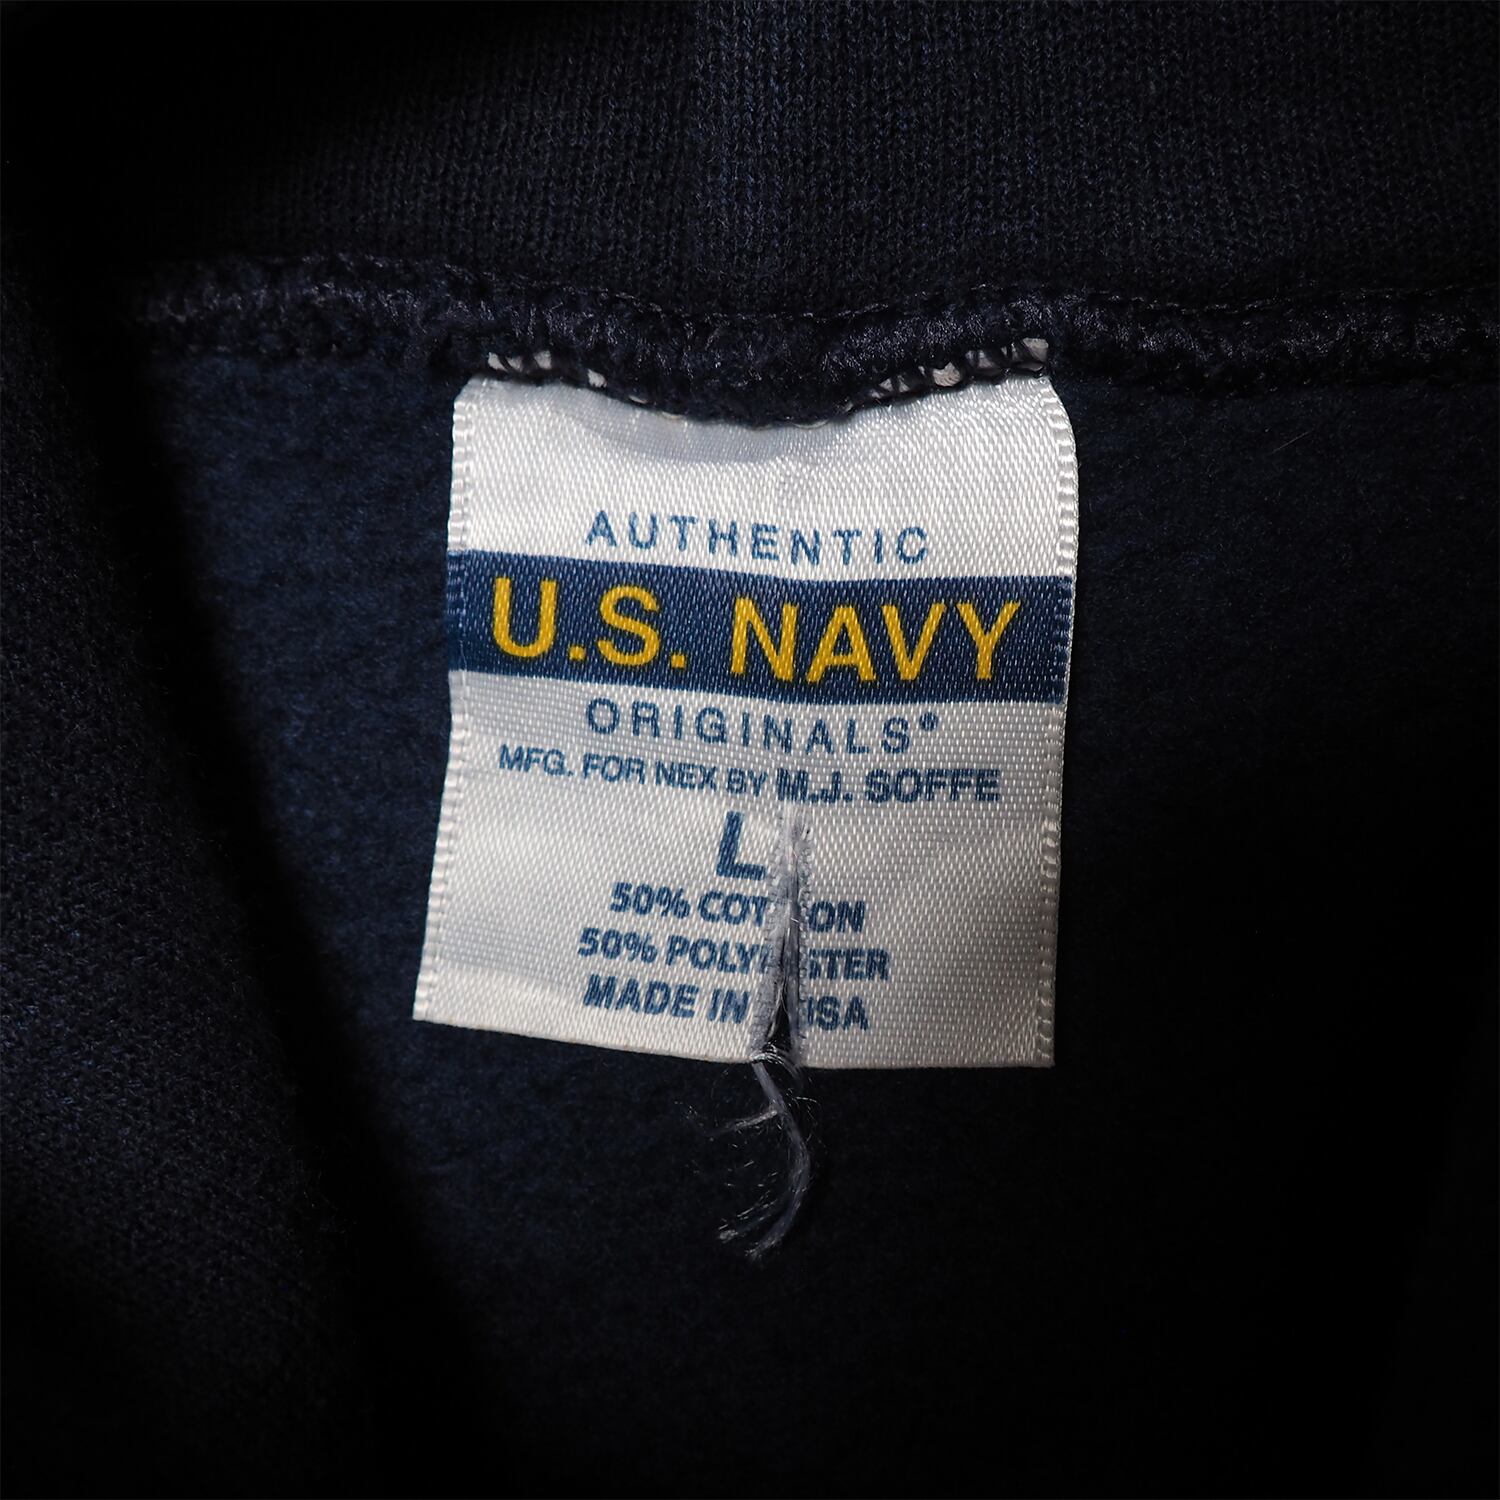 AUTHENTIC
U.S. NAVY
ORIGINALS®
MFG. FOR NEX BY M.J. SOFFE
L
50% COTTON
50% POLYESTER
MADE IN USA